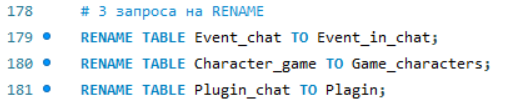 178 # 3 запроса на RENAME
179 RENAME TABLE Event_chat TO Event_in_chat;
180 RENAME TABLE Character_game TO Game_characters;
181 RENAME TABLE Plugin_chat TO Plagin;